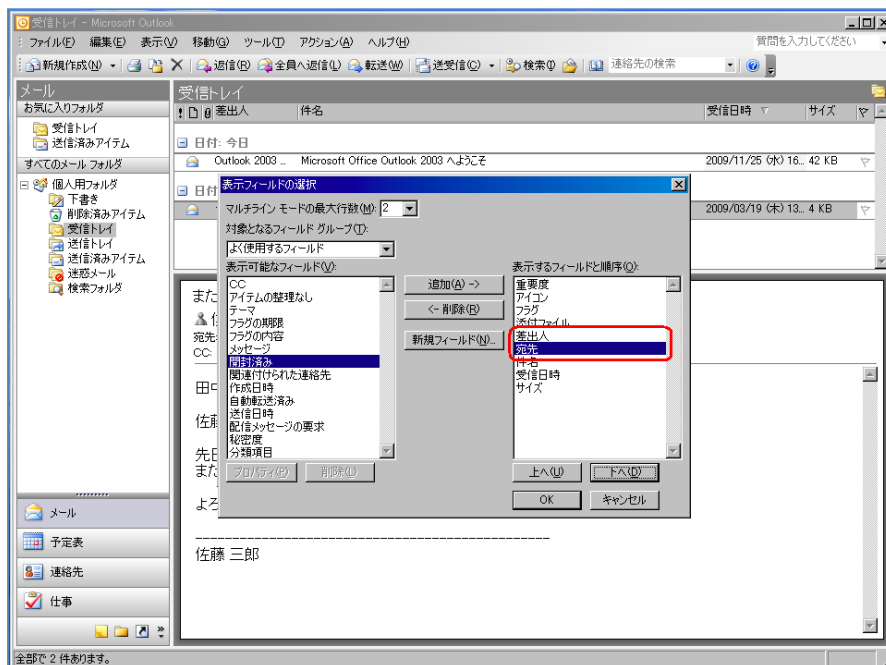 受信トレイ - Microsoft Outlook
ファイル(F) 編集(E) 表示(V) 移動(G) ツール(T) アクション(A) ヘルプ(H) 質問を入力してください
新規作成(N) 返信(R) 全員へ返信(L) 転送(W) 送受信(C) 検索(I) 連絡先の検索
メール
お気に入りフォルダ
受信トレイ
送信済みアイテム
すべてのメール フォルダ
個人用フォルダ
下書き
削除済みアイテム
受信トレイ
送信トレイ
送信済みアイテム
迷惑メール
検索フォルダ
メール
予定表
連絡先
仕事
全部で 2 件あります。
受信トレイ
差出人 件名 受信日時 サイズ
日付: 今日
Outlook 2003 ... Microsoft Office Outlook 2003 へようこそ 2009/11/25 (水) 16... 42 KB
日付
2009/03/19 (木) 13... 4 KB
また
宛先
CC:
田中
佐藤
先日
また
よろ
佐藤 三郎
表示フィールドの選択
マルチライン モードの最大行数(M): 2
対象となるフィールド グループ(T):
よく使用するフィールド
表示可能なフィールド(V):
CC
アイテムの整理なし
テーマ
フラグの期限
フラグの内容
メッセージ
開封済み
関連付けられた連絡先
作成日時
自動転送済み
送信日時
配信メッセージの要求
秘密度
分類項目
プロパティ(P) 削除(L)
追加(A) ->
<- 削除(R)
新規フィールド(N)...
表示するフィールドと順序(O):
重要度
アイコン
フラグ
添付ファイル
差出人
宛先
件名
受信日時
サイズ
上へ(U) 下へ(D)
OK キャンセル